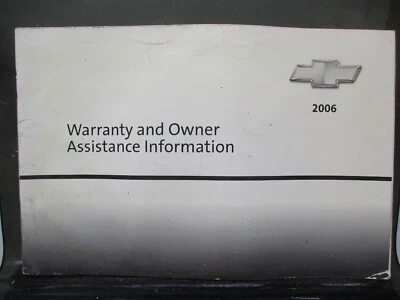 2006
Warranty and Owner
Assistance Information